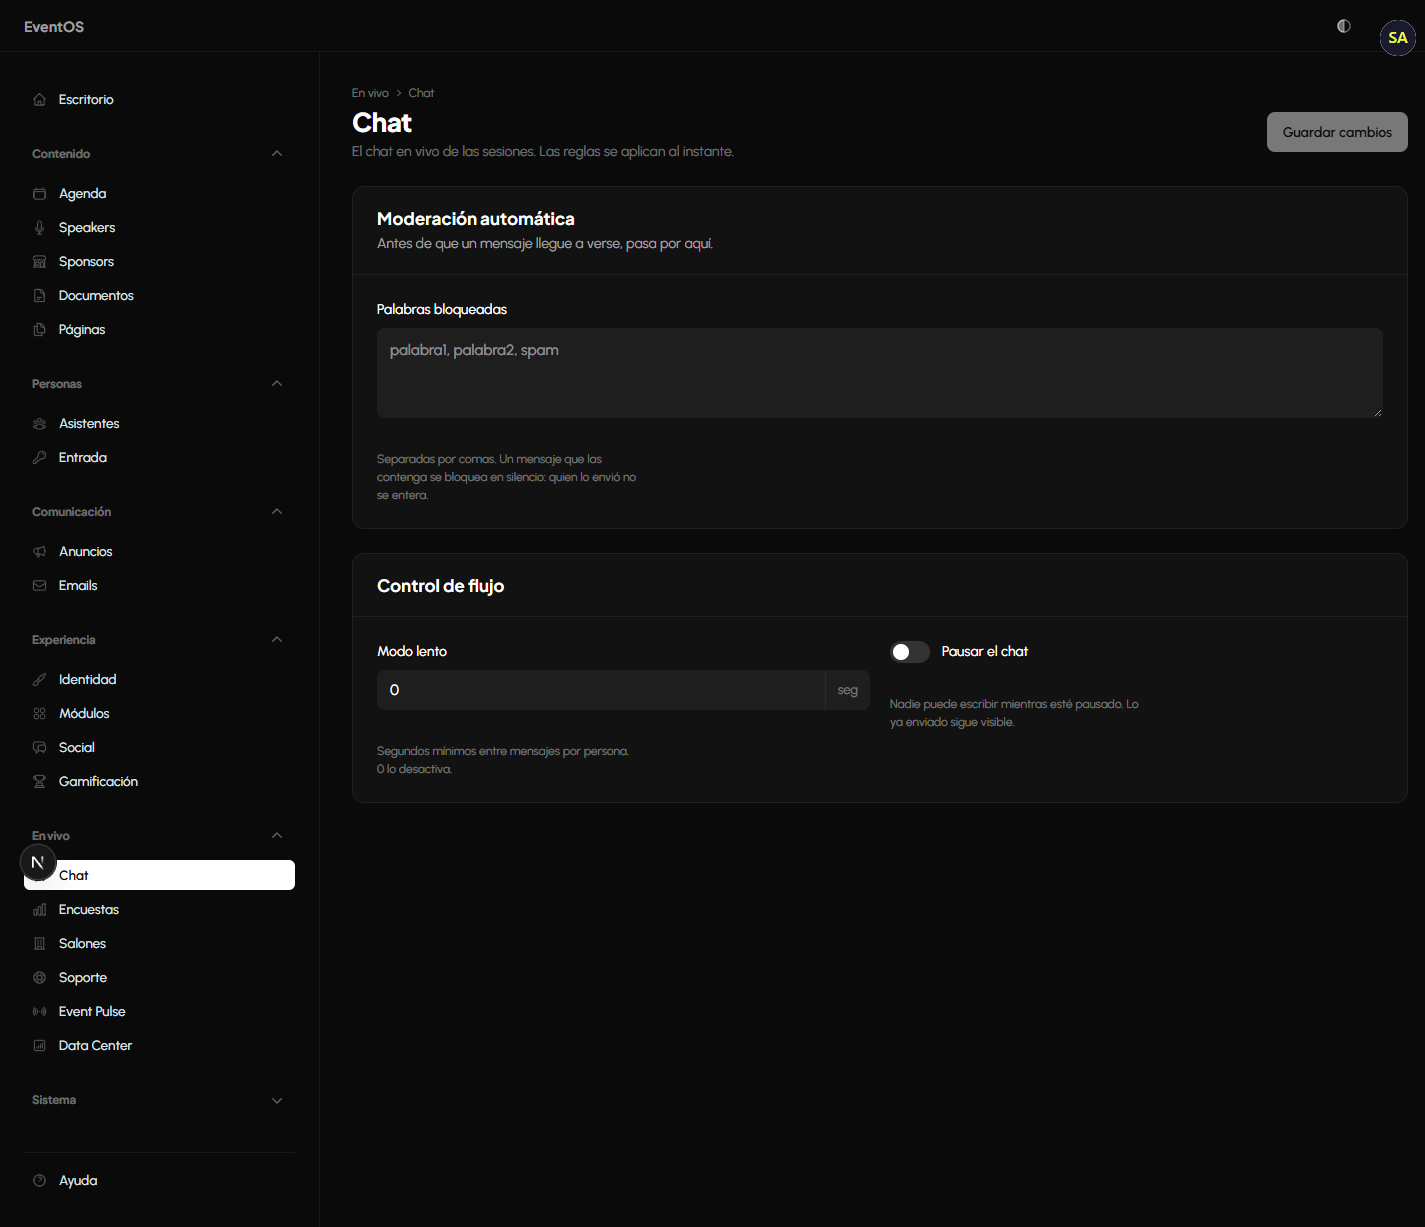 EventOS
SA
Escritorio
Contenido
Agenda
Speakers
Sponsors
Documentos
Páginas
Personas
Asistentes
Entrada
Comunicación
Anuncios
Emails
Experiencia
Identidad
Módulos
Social
Gamificación
En vivo
N
Chat
Encuestas
Salones
Soporte
Event Pulse
Data Center
Sistema
Ayuda
En vivo > Chat
Chat
El chat en vivo de las sesiones. Las reglas se aplican al instante.
Guardar cambios
Moderación automática
Antes de que un mensaje llegue a verse, pasa por aquí.
Palabras bloqueadas
palabra1, palabra2, spam
Separadas por comas. Un mensaje que las
contenga se bloquea en silencio: quien lo envió no
se entera.
Control de flujo
Modo lento
0
seg
Segundos mínimos entre mensajes por persona.
0 lo desactiva.
Pausar el chat
Nadie puede escribir mientras esté pausado. Lo
ya enviado sigue visible.